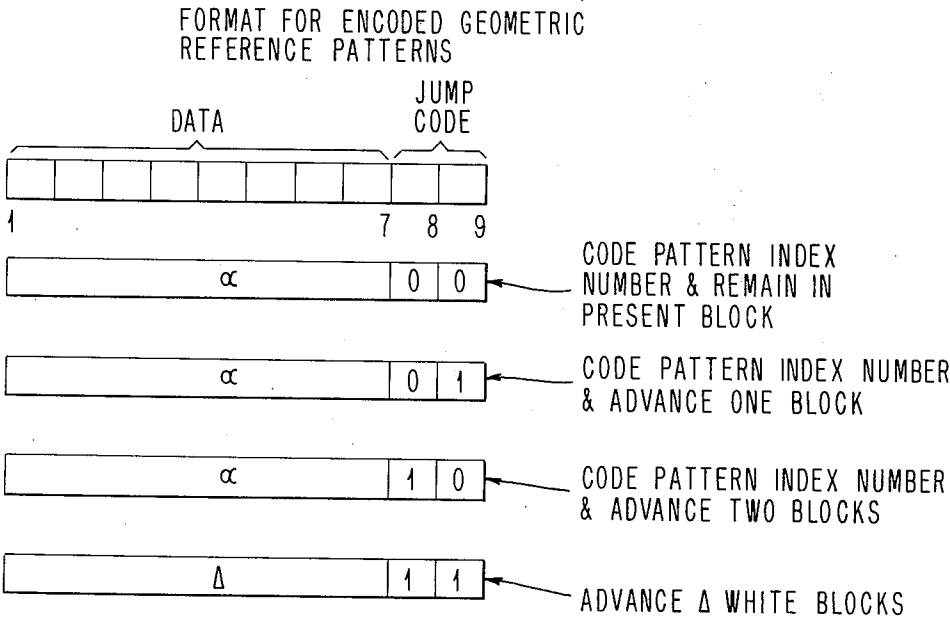 FORMAT FOR ENCODED GEOMETRIC
REFERENCE PATTERNS
JUMP
CODE
DATA
1 7 8 9
∝ 0 0
CODE PATTERN INDEX
NUMBER & REMAIN IN
PRESENT BLOCK
∝ 0 1
CODE PATTERN INDEX NUMBER
& ADVANCE ONE BLOCK
∝ 1 0
CODE PATTERN INDEX NUMBER
& ADVANCE TWO BLOCKS
Δ 1 1
ADVANCE Δ WHITE BLOCKS